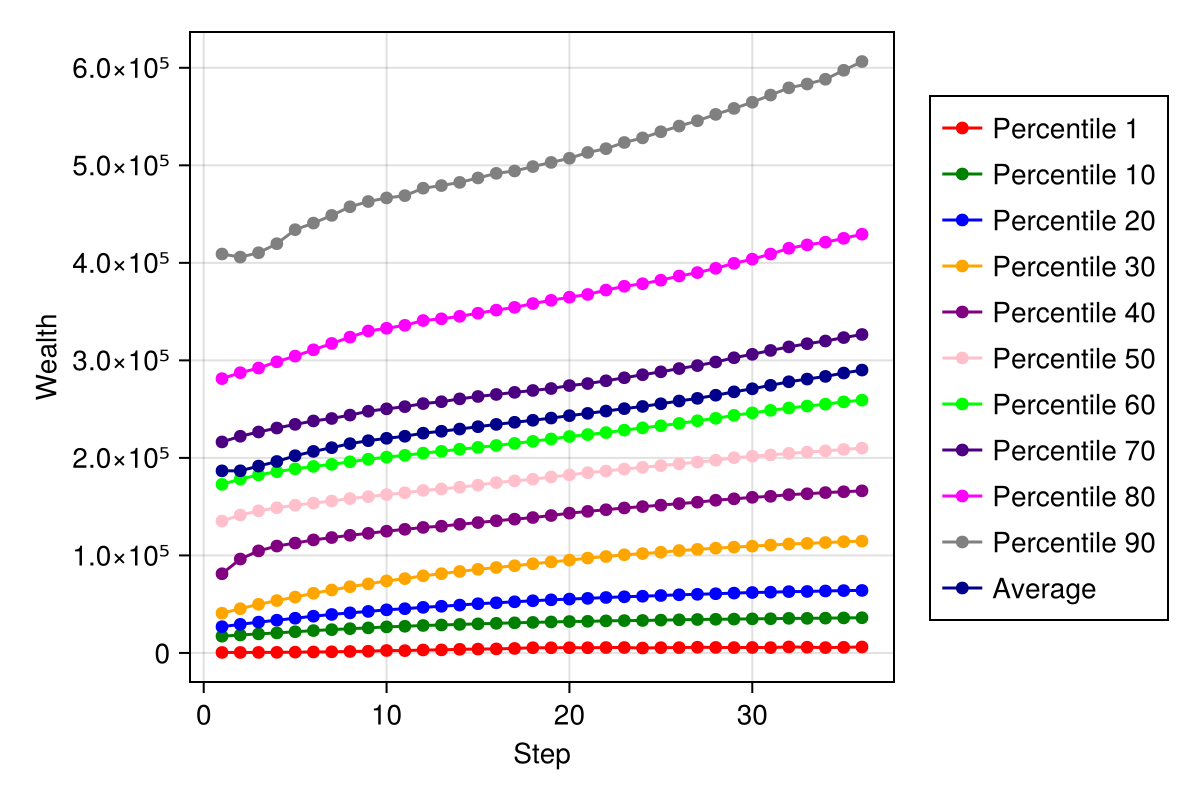 6.0×10⁵
5.0×10⁵
4.0×10⁵
3.0×10⁵
2.0×10⁵
1.0×10⁵
0
Wealth
0 10 20 30
Step
Percentile 1
Percentile 10
Percentile 20
Percentile 30
Percentile 40
Percentile 50
Percentile 60
Percentile 70
Percentile 80
Percentile 90
Average